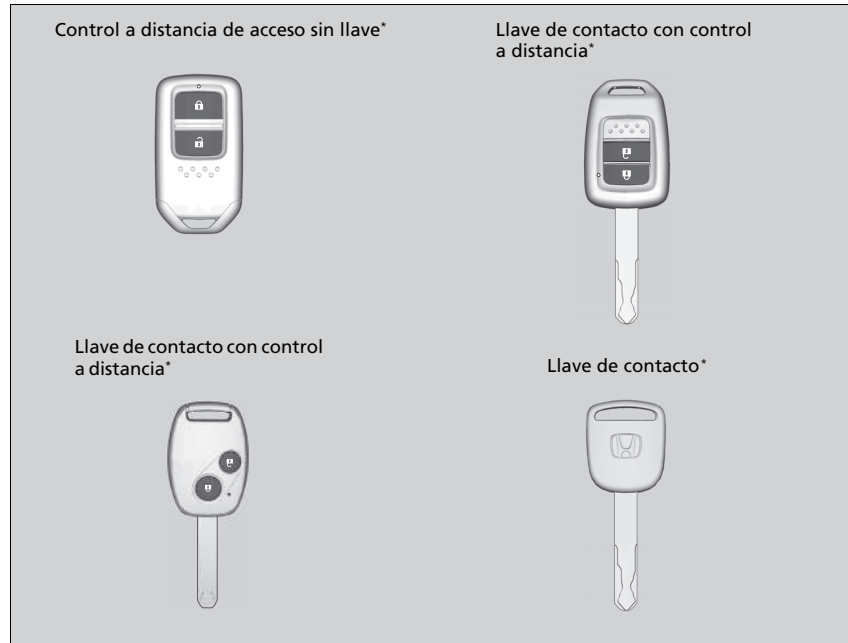 Control a distancia de acceso sin llave*
Llave de contacto con control
a distancia*
Llave de contacto con control
a distancia*
Llave de contacto*